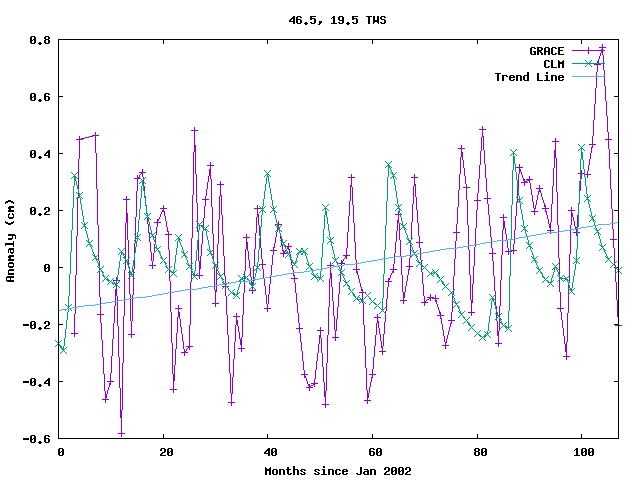 46.5, 19.5 TWS
GRACE
CLM
Trend Line
Anomaly (cm)
0.8
0.6
0.4
0.2
0
-0.2
-0.4
-0.6
0 20 40 60 80 100
Months since Jan 2002